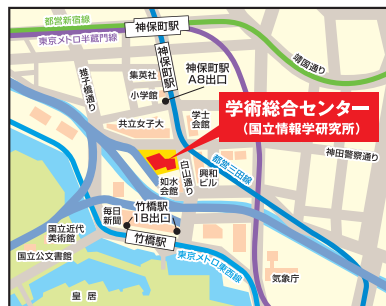 都営新宿線
東京メトロ半蔵門線
神保町駅
靖国通り
雉子橋通り
集英社
小学館
神保町駅
神保町駅
A8出口
共立女子大
学士
会館
学術総合センター
（国立情報学研究所）
神田警察通り
都営三田線
白山通り
如水
会館
興和
ビル
毎日
新聞
竹橋駅
1B出口
竹橋駅
国立近代
美術館
国立公文書館
東京メトロ東西線
気象庁
皇居